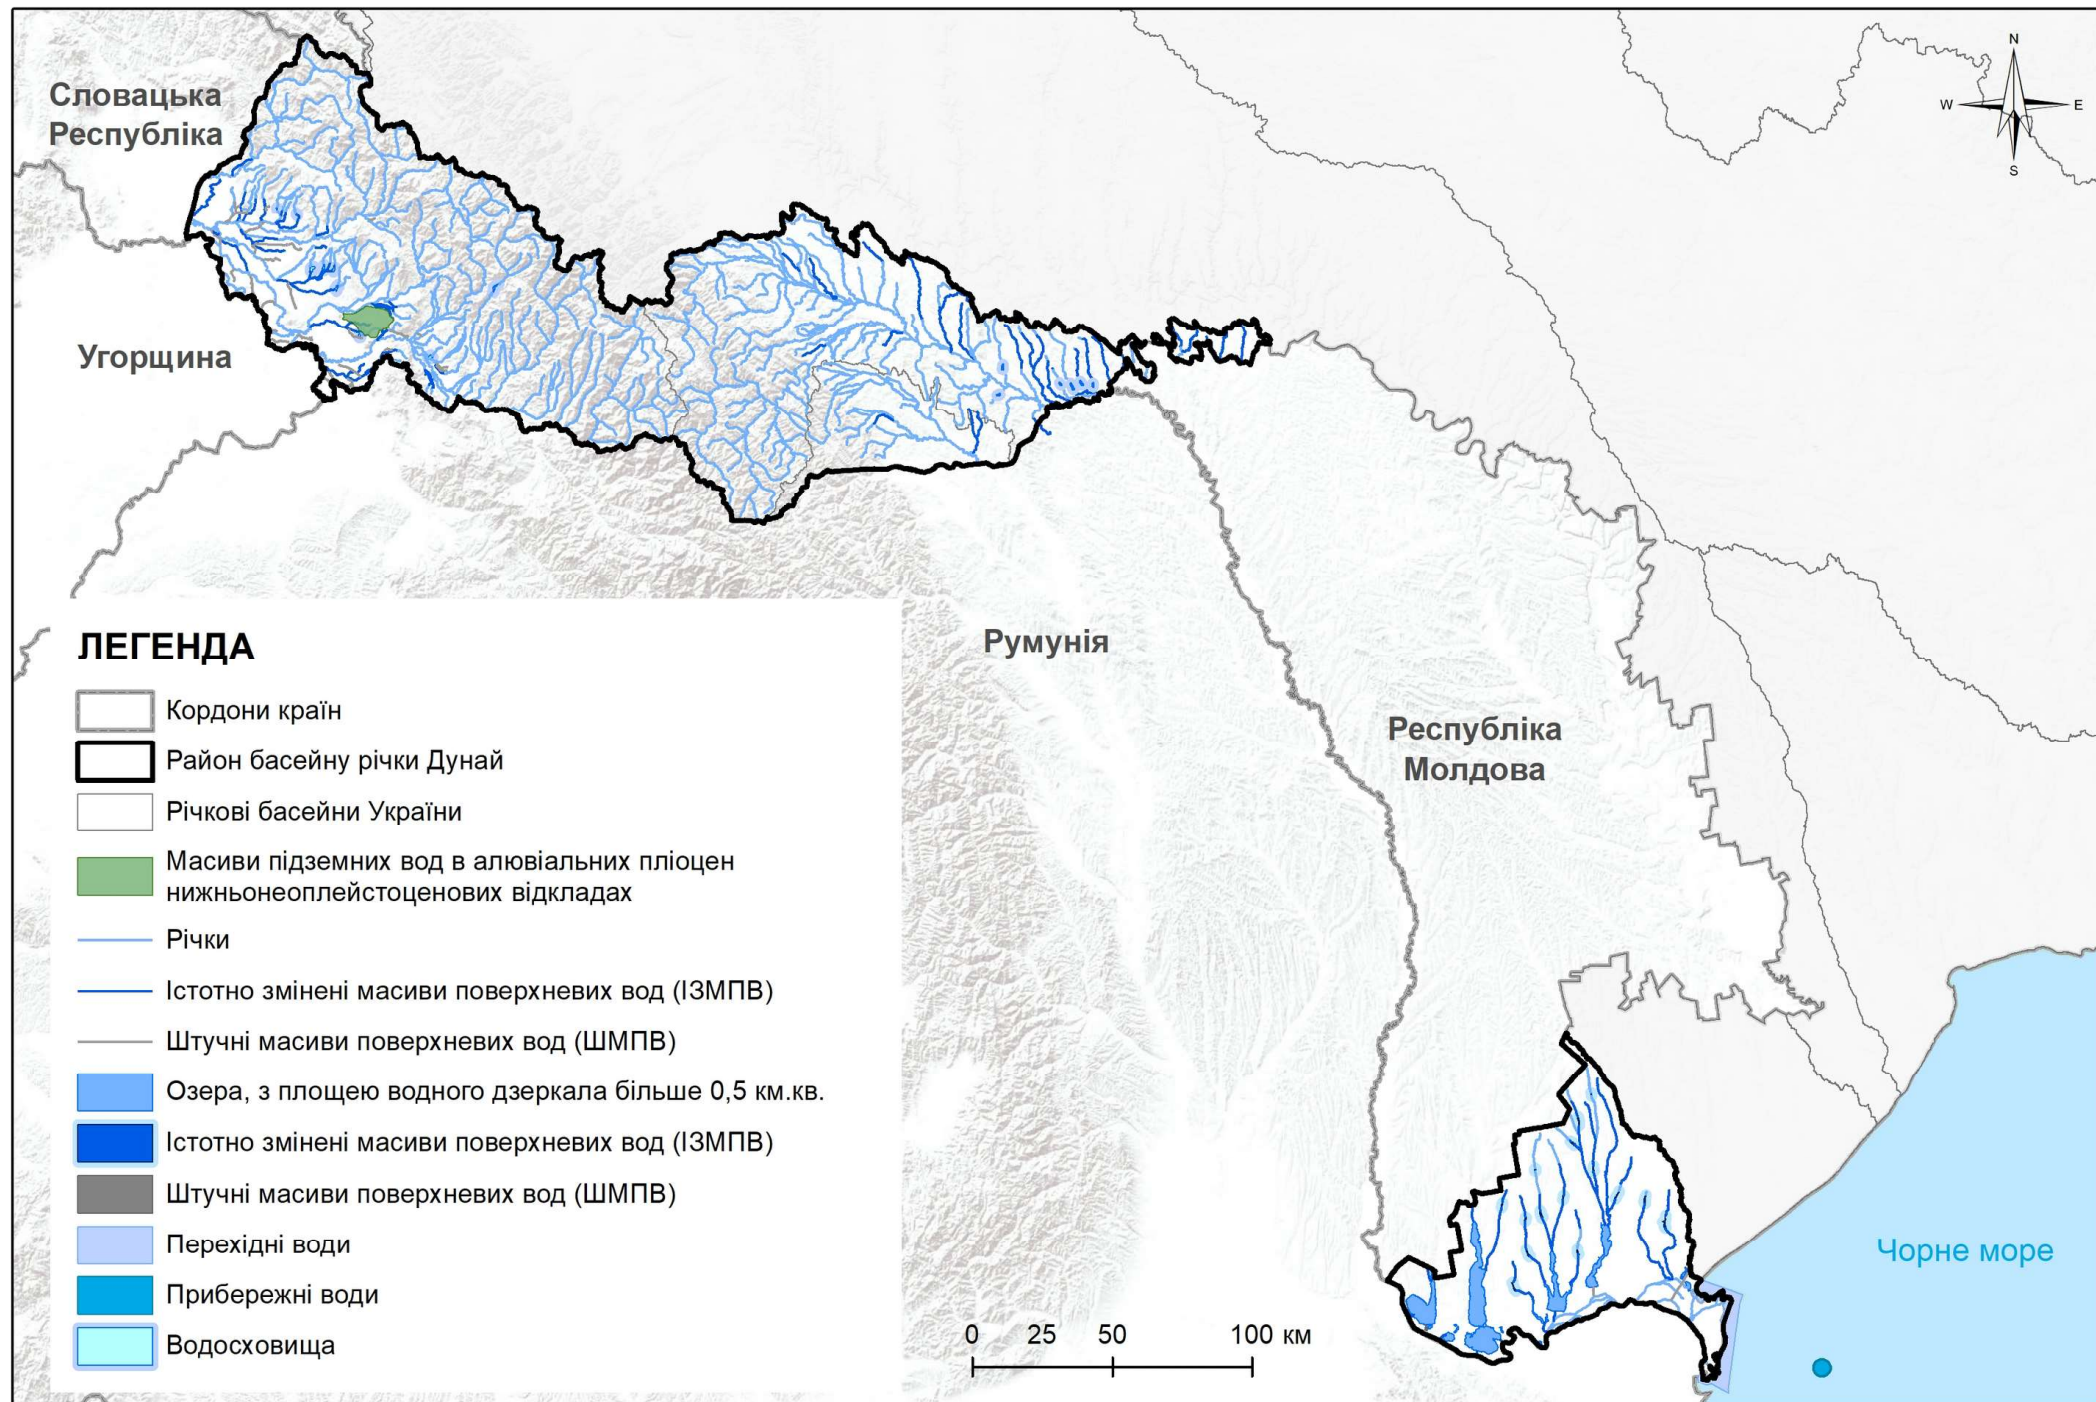 N
W
E
S
Словацька
Республіка
Угорщина
Румунія
Республіка
Молдова
Чорне море
ЛЕГЕНДА
Кордони країн
Район басейну річки Дунай
Річкові басейни України
Масиви підземних вод в алювіальних пліоцен
нижньонеоплейстоценових відкладах
Річки
Істотно змінені масиви поверхневих вод (ІЗМПВ)
Штучні масиви поверхневих вод (ШМПВ)
Озера, з площею водного дзеркала більше 0,5 км.кв.
Істотно змінені масиви поверхневих вод (ІЗМПВ)
Штучні масиви поверхневих вод (ШМПВ)
Перехідні води
Прибережні води
Водосховища
0 25 50 100 км